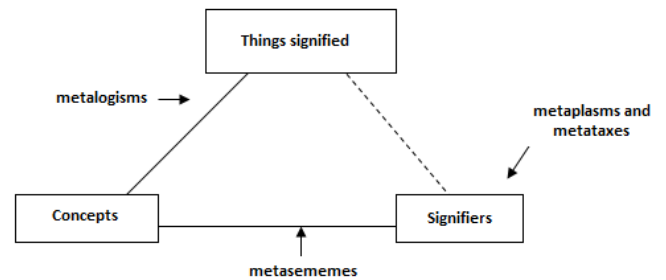 Things signified
metalogisms
metaplasms and
metataxes
Concepts
Signifiers
metasememes